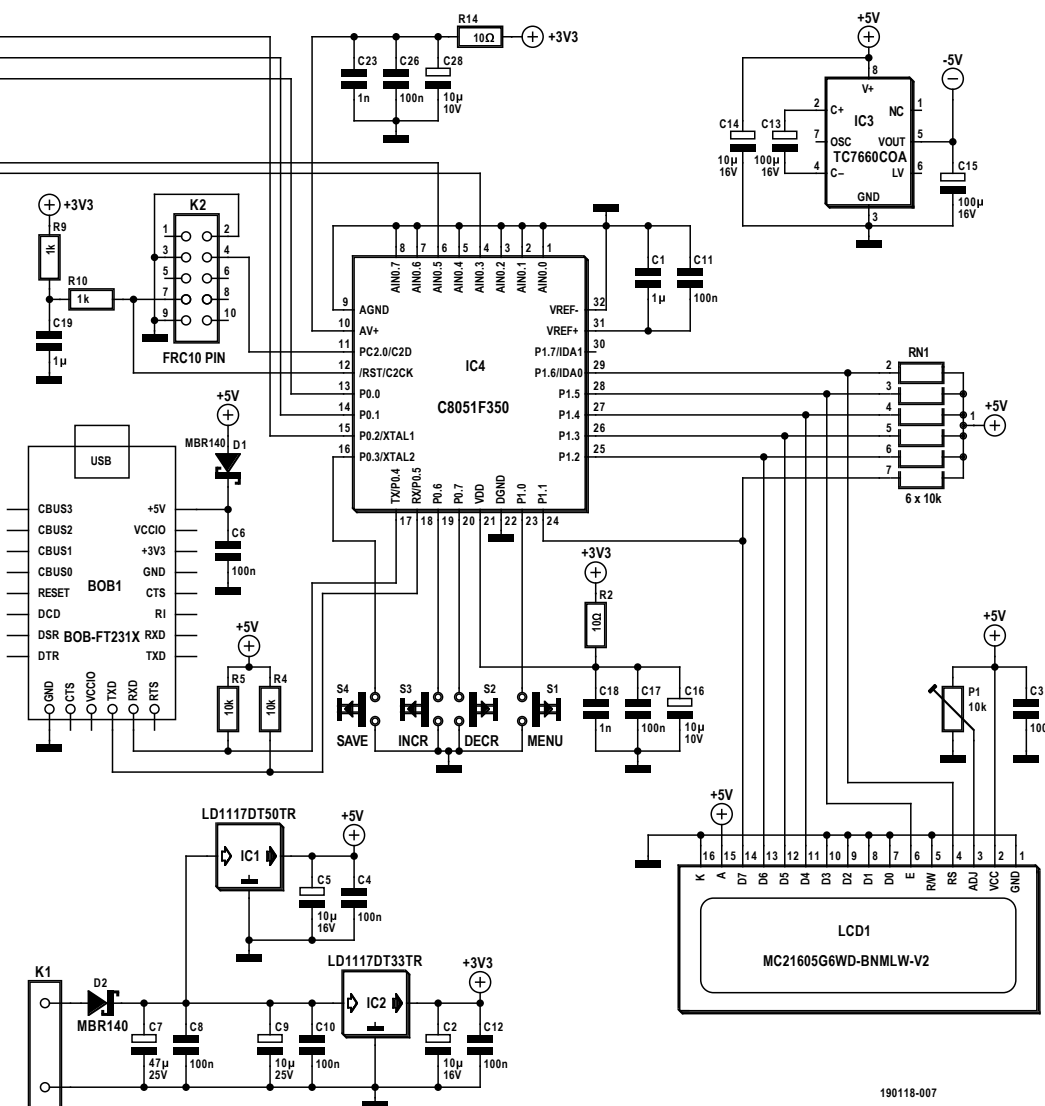 R14
10Ω
+3V3
C23
1n
C26
100n
C28
10µ
10V
+5V
8
V+
2
C+
NC
1
IC3
7
OSC
VOUT
5
TC7660COA
4
C–
LV
6
GND
3
-5V
C14
10µ
16V
C13
100µ
16V
C15
100µ
16V
+3V3
R9
1k
R10
1k
C19
1µ
K2
1
2
3
4
5
6
7
8
9
10
FRC10 PIN
8
7
6
5
4
3
2
1
AIN0.7
AIN0.6
AIN0.5
AIN0.4
AIN0.3
AIN0.2
AIN0.1
AIN0.0
9
AGND
10
AV+
11
PC2.0/C2D
12
/RST/C2CK
13
P0.0
14
P0.1
15
P0.2/XTAL1
16
P0.3/XTAL2
IC4
C8051F350
VREF-
32
VREF+
31
P1.7/IDA1
30
P1.6/IDA0
29
P1.5
28
P1.4
27
P1.3
26
P1.2
25
TX/P0.4
RX/P0.5
P0.6
P0.7
VDD
DGND
P1.0
P1.1
17
18
19
20
21
22
23
24
C1
1µ
C11
100n
RN1
2
3
4
5
6
7
1
+5V
6 x 10k
+5V
MBR140
D1
C6
100n
USB
CBUS3
CBUS2
CBUS1
CBUS0
RESET
DCD
DSR
DTR
+5V
VCCIO
+3V3
GND
CTS
RI
RXD
TXD
BOB1
BOB-FT231X
GND
CTS
VCCIO
TXD
RXD
RTS
+5V
R5
10k
R4
10k
S4
SAVE
S3
INCR
S2
DECR
S1
MENU
+3V3
R2
10Ω
C18
1n
C17
100n
C16
10µ
10V
+5V
P1
10k
C3
+5V
16
15
14
13
12
11
10
9
8
7
6
5
4
3
2
1
K
A
D7
D6
D5
D4
D3
D2
D1
D0
E
R/W
RS
ADJ
VCC
GND
LCD1
MC21605G6WD-BNMLW-V2
LD1117DT50TR
IC1
+5V
C5
10µ
16V
C4
100n
K1
D2
MBR140
C7
47µ
25V
C8
100n
C9
10µ
25V
C10
100n
LD1117DT33TR
IC2
+3V3
C2
10µ
16V
C12
100n
190118-007